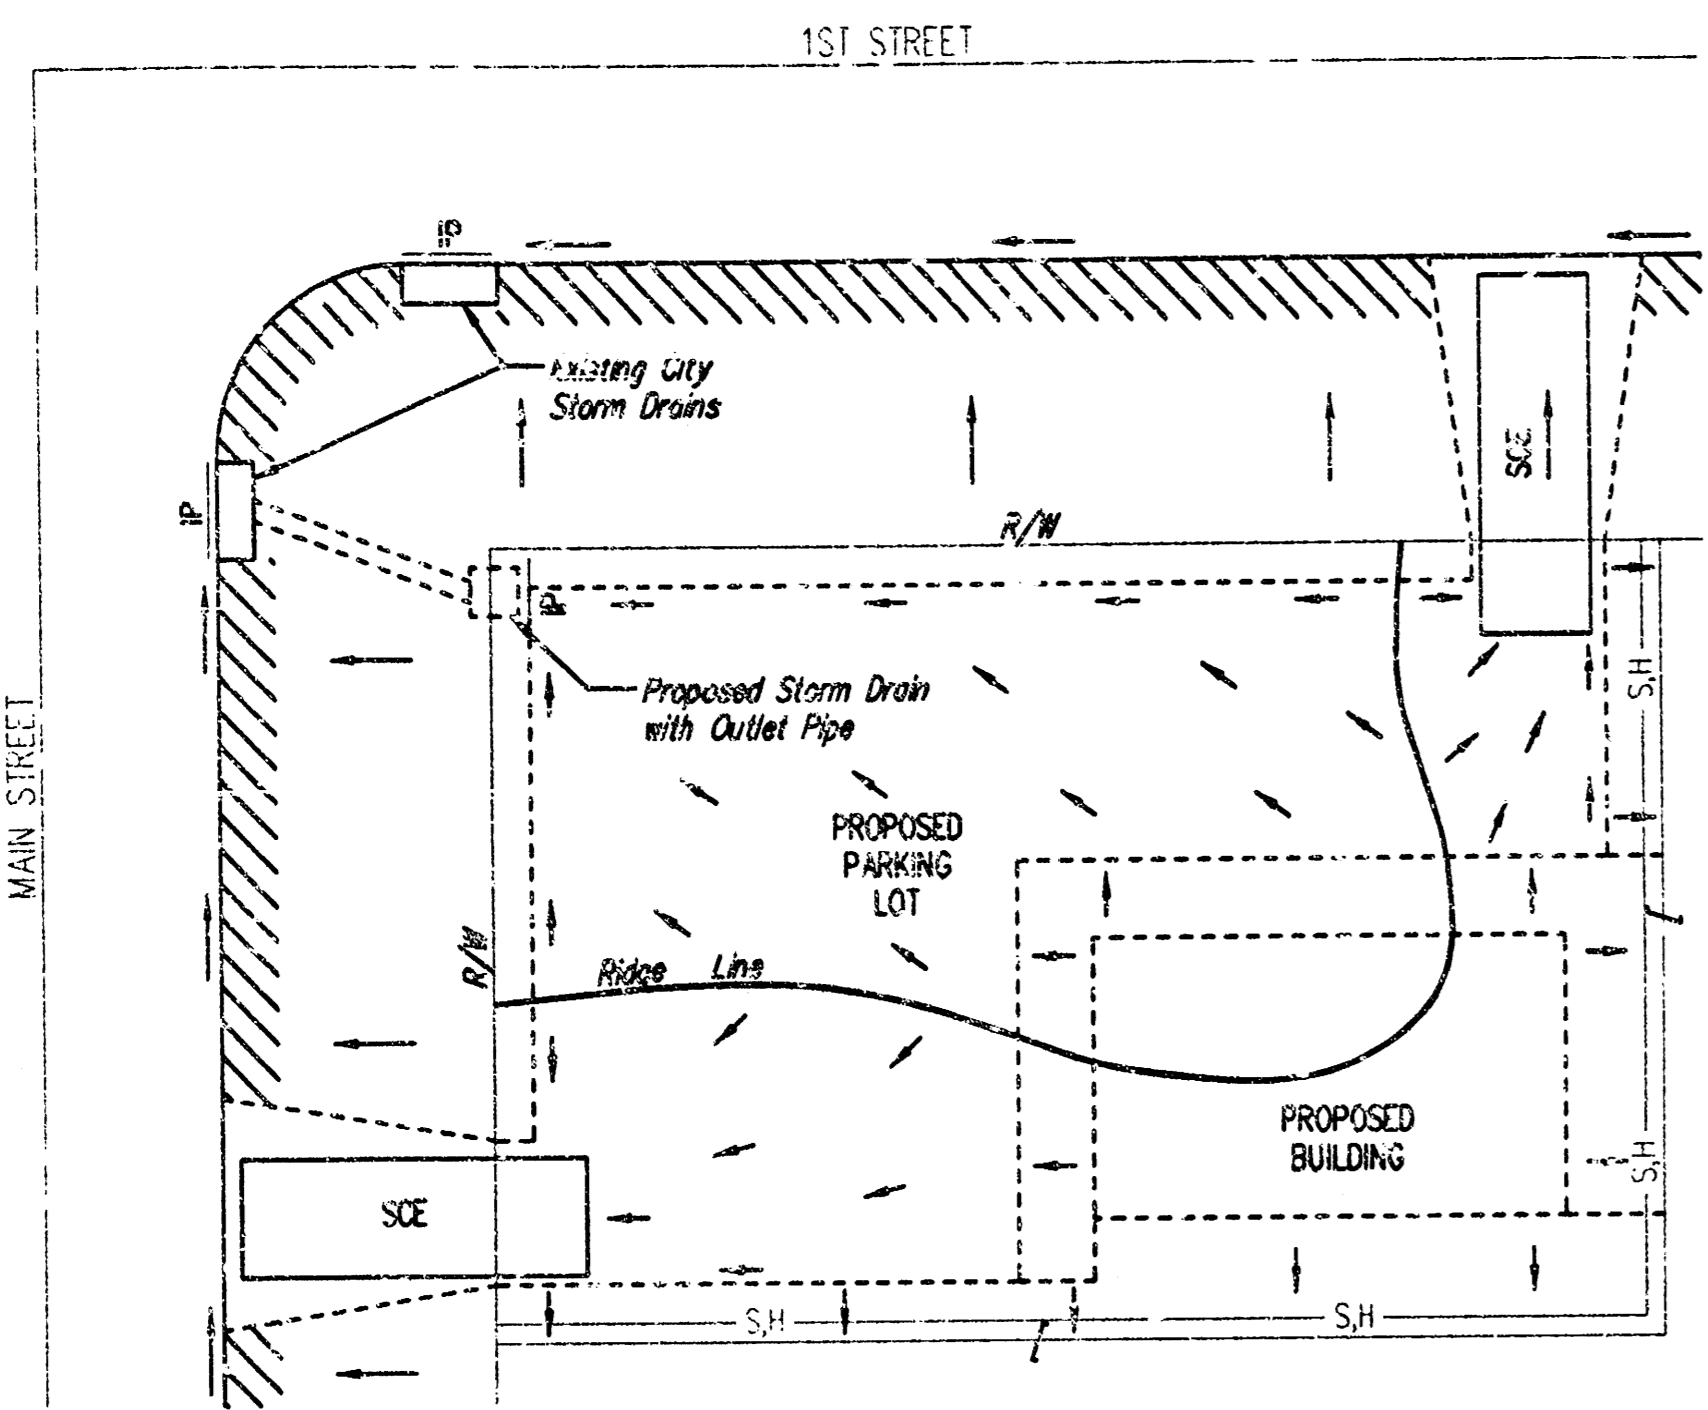 1ST STREET
IP
Existing City
Storm Drains
SCE
IP
R/W
IP
S,H
Proposed Storm Drain
with Outlet Pipe
MAIN STREET
PROPOSED
PARKING
LOT
R/W
Ridge Line
PROPOSED
BUILDING
S,H
SCE
S,H
S,H